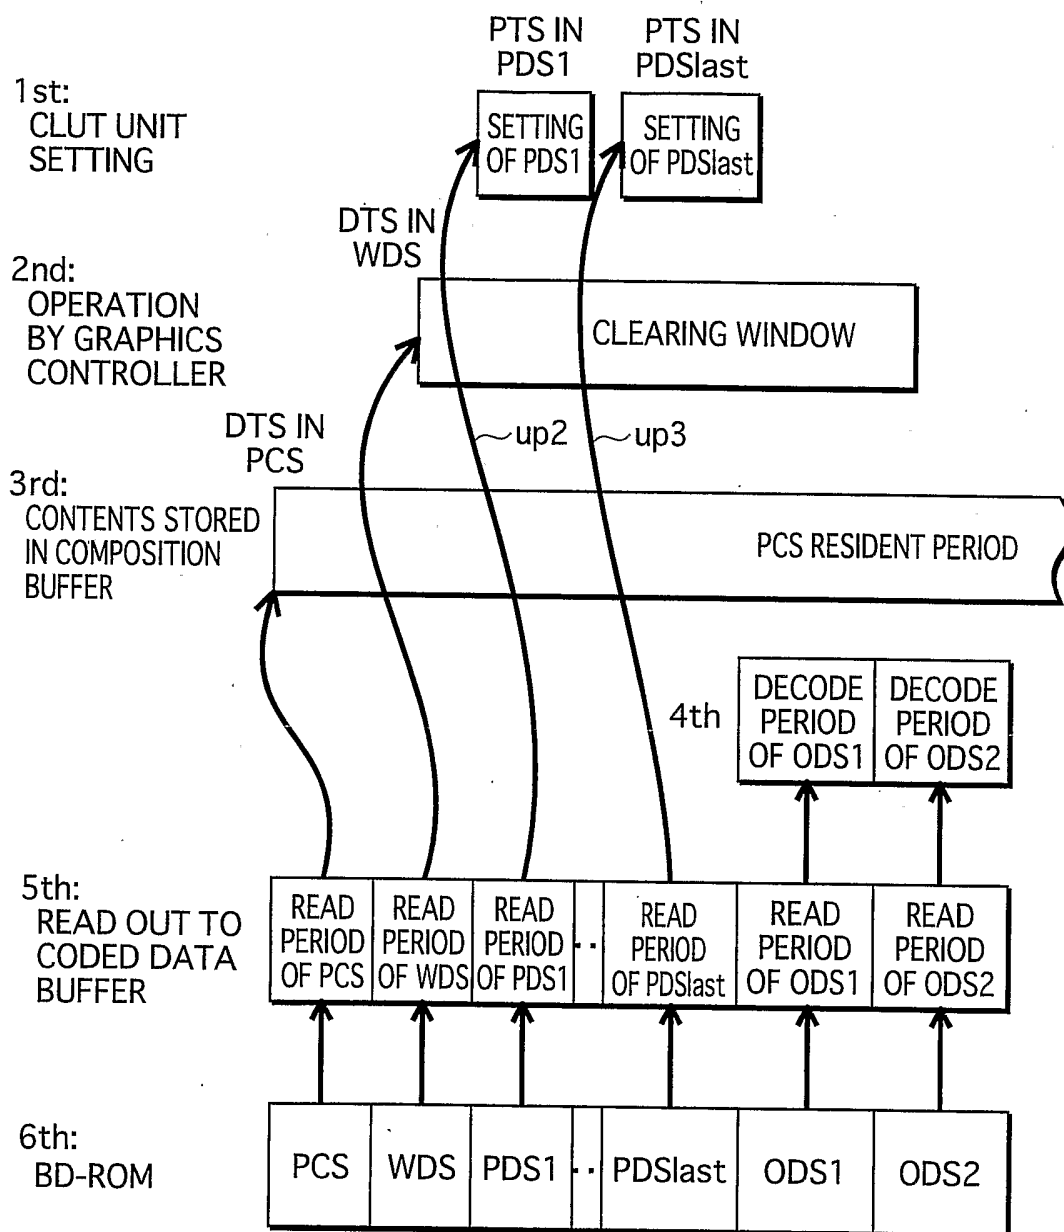 PTS IN
PDS1
PTS IN
PDSlast
1st:
CLUT UNIT
SETTING
SETTING
OF PDS1
SETTING
OF PDSlast
DTS IN
WDS
2nd:
OPERATION
BY GRAPHICS
CONTROLLER
CLEARING WINDOW
DTS IN
PCS
up2
up3
3rd:
CONTENTS STORED
IN COMPOSITION
BUFFER
PCS RESIDENT PERIOD
4th
DECODE
PERIOD
OF ODS1
DECODE
PERIOD
OF ODS2
5th:
READ OUT TO
CODED DATA
BUFFER
READ
PERIOD
OF PCS
READ
PERIOD
OF WDS
READ
PERIOD
OF PDS1
··
READ
PERIOD
OF PDSlast
READ
PERIOD
OF ODS1
READ
PERIOD
OF ODS2
6th:
BD-ROM
PCS
WDS
PDS1
··
PDSlast
ODS1
ODS2